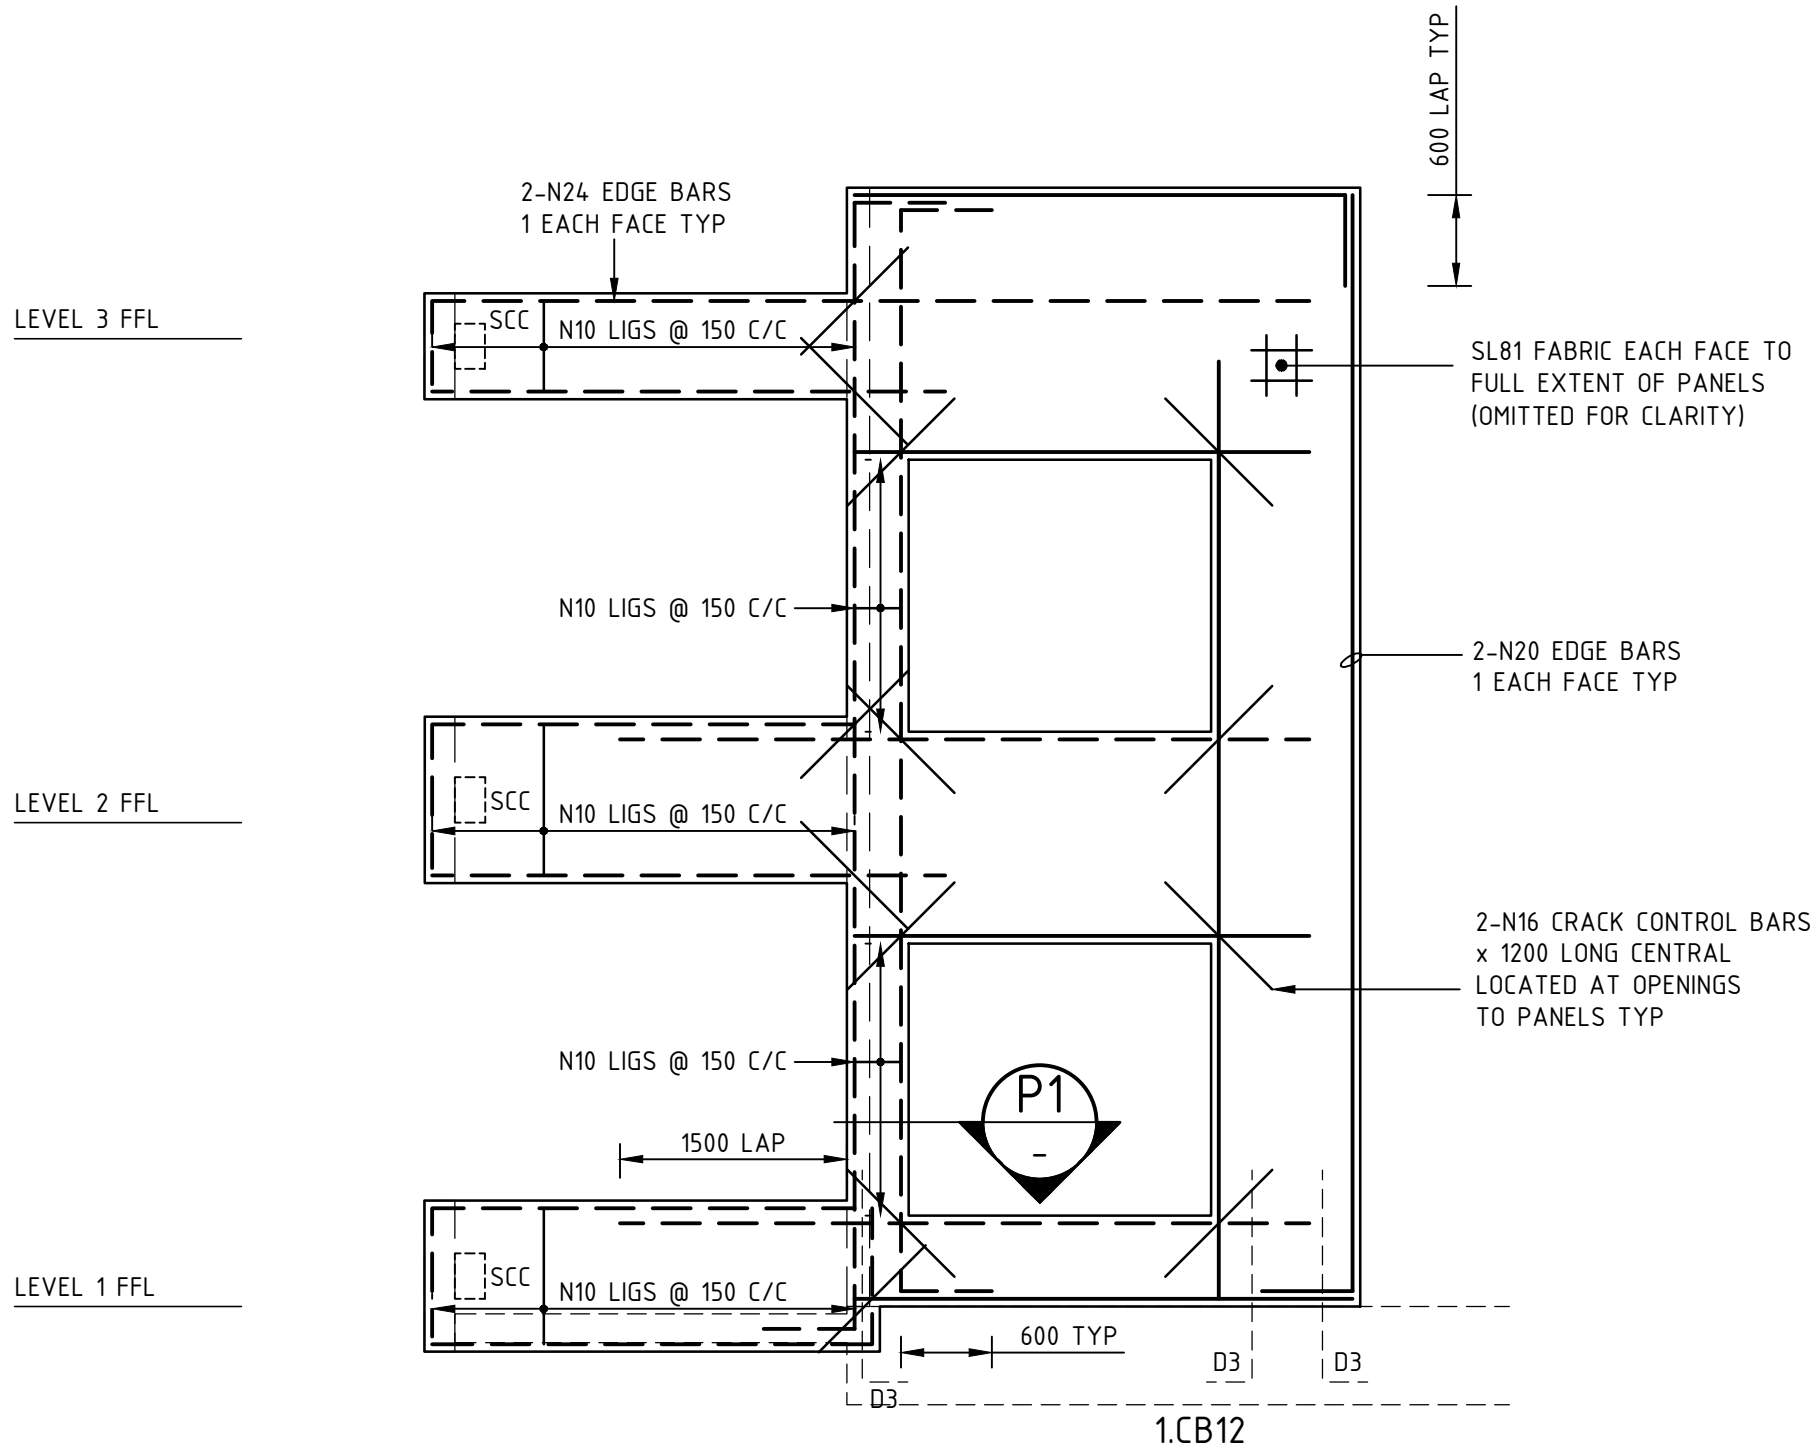 600 LAP TYP
2-N24 EDGE BARS
1 EACH FACE TYP
LEVEL 3 FFL
SCC
N10 LIGS @ 150 C/C
SL81 FABRIC EACH FACE TO
FULL EXTENT OF PANELS
(OMITTED FOR CLARITY)
N10 LIGS @ 150 C/C
2-N20 EDGE BARS
1 EACH FACE TYP
LEVEL 2 FFL
SCC
N10 LIGS @ 150 C/C
2-N16 CRACK CONTROL BARS
x 1200 LONG CENTRAL
LOCATED AT OPENINGS
TO PANELS TYP
N10 LIGS @ 150 C/C
P1
-
1500 LAP
LEVEL 1 FFL
SCC
N10 LIGS @ 150 C/C
600 TYP
D3
D3
D3
1.CB12